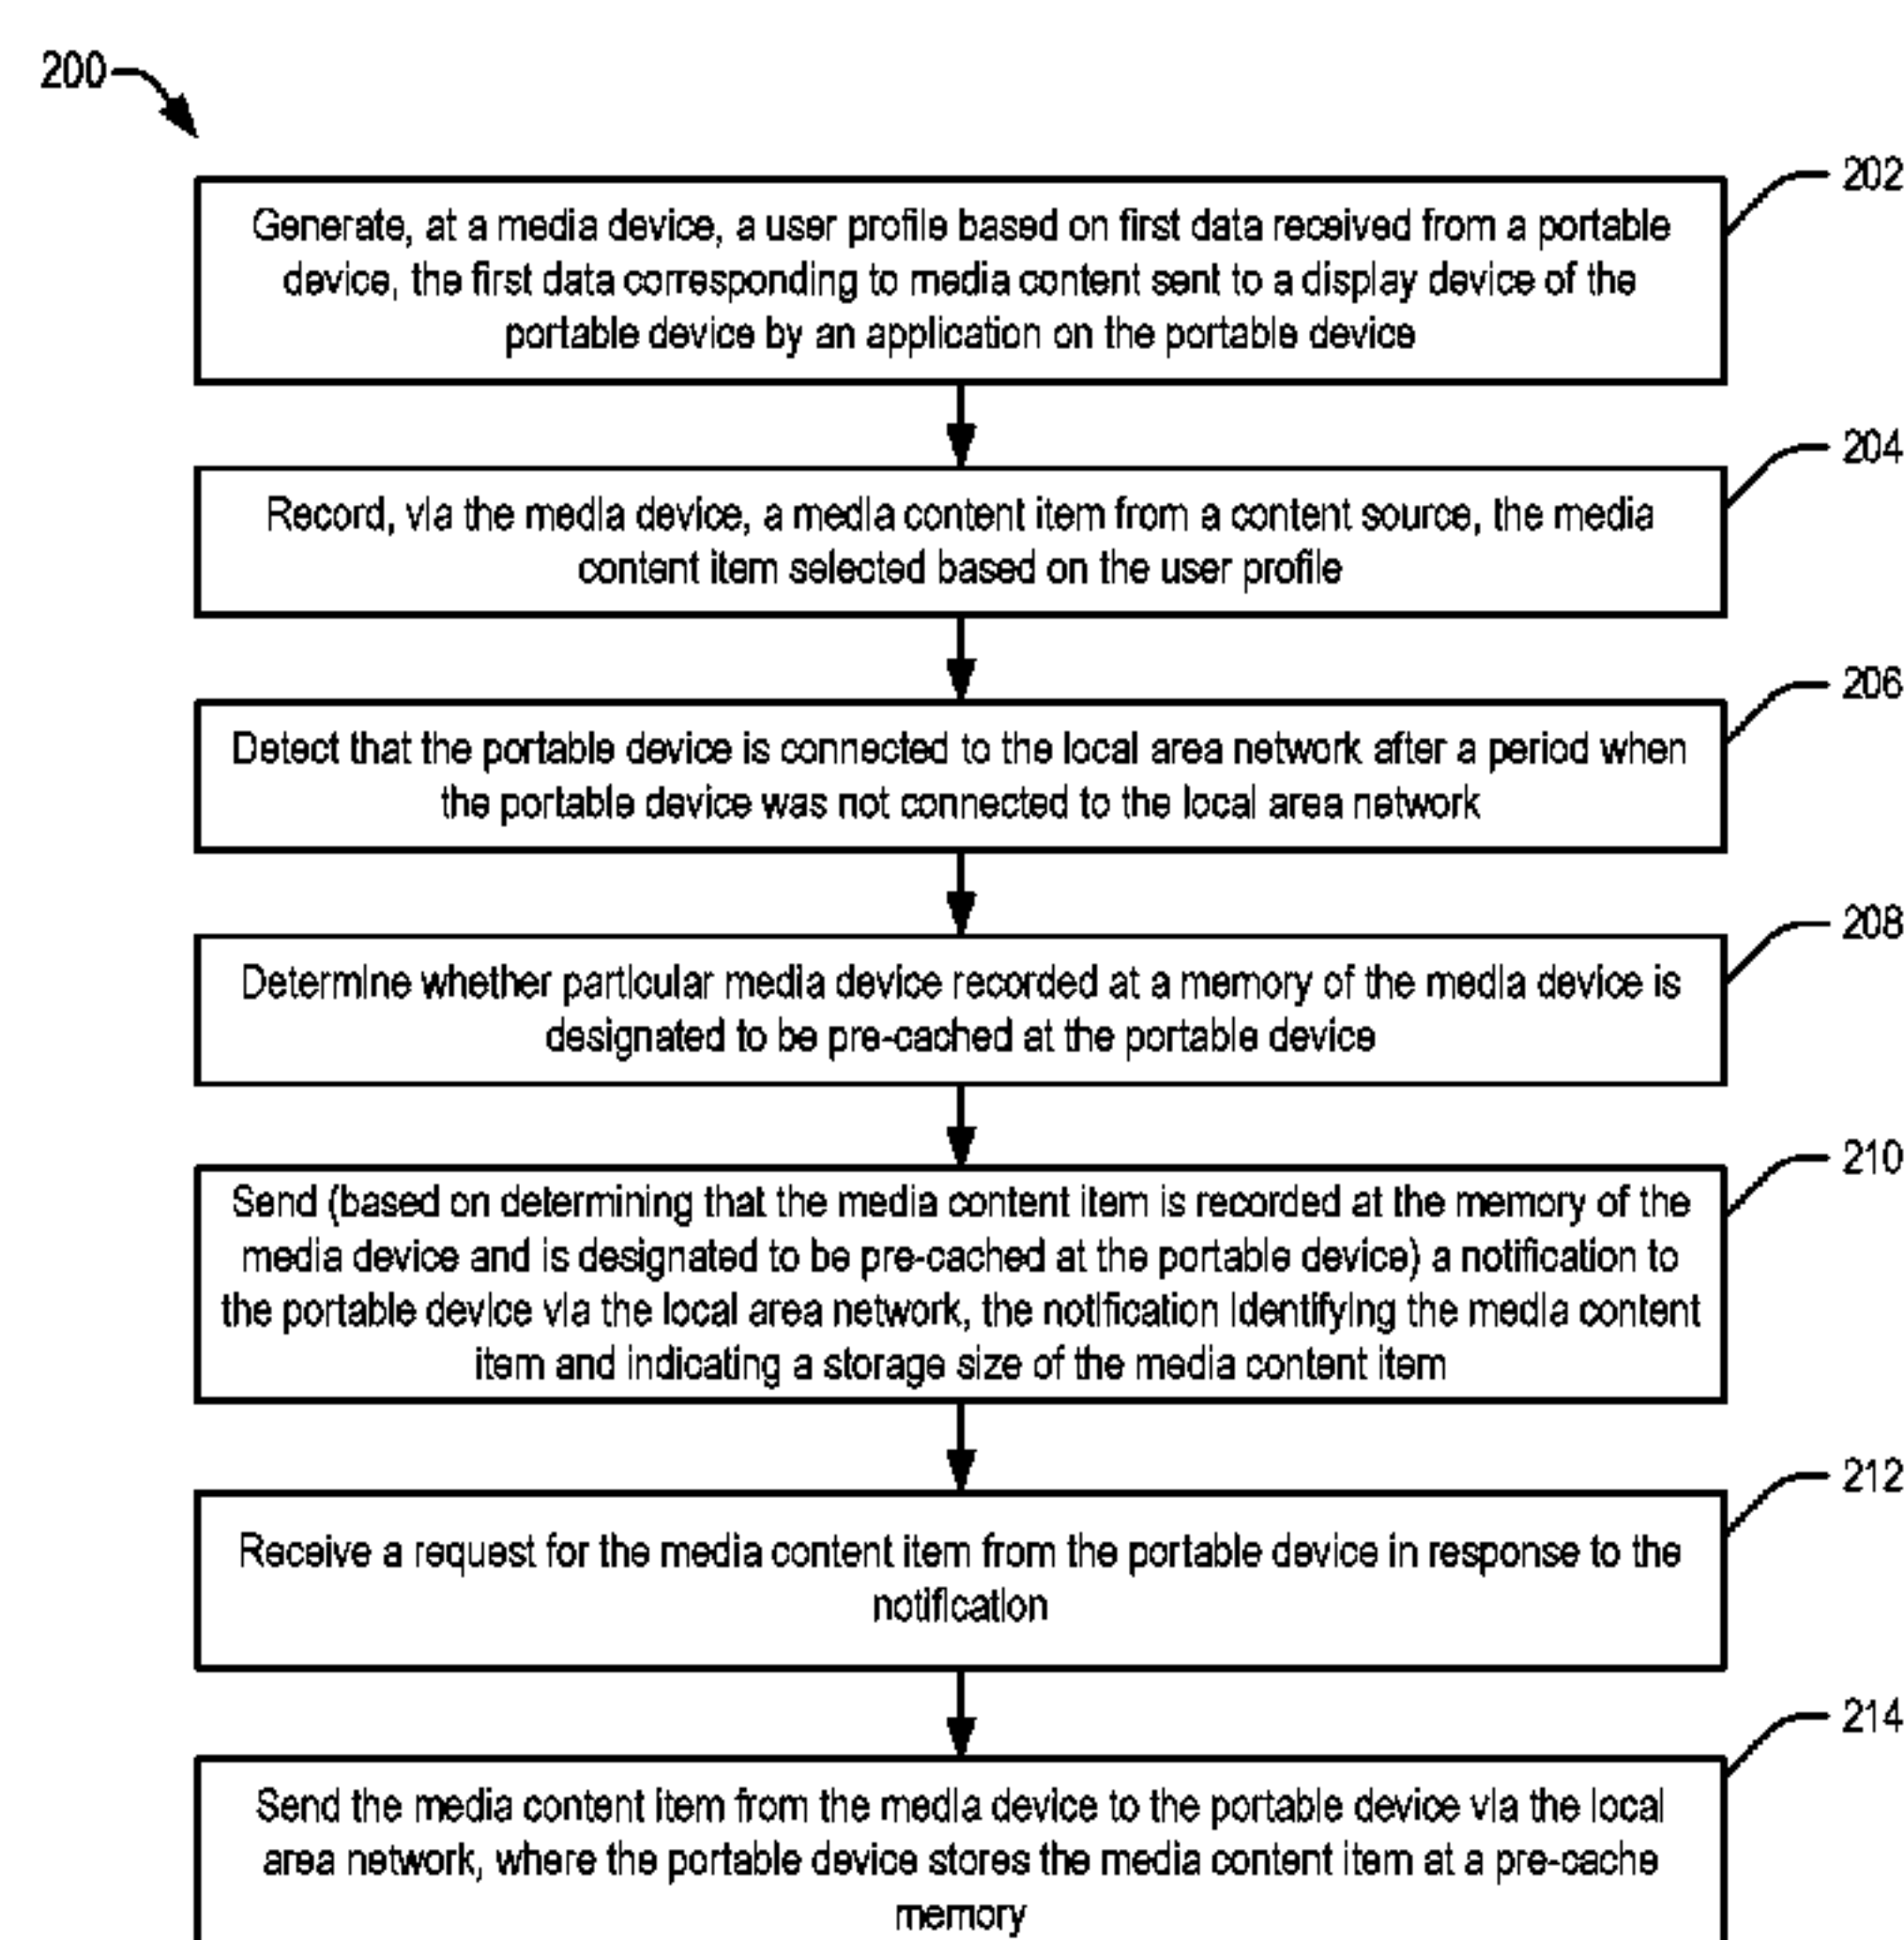 200
202
Generate, at a media device, a user profile based on first data received from a portable
device, the first data corresponding to media content sent to a display device of the
portable device by an application on the portable device
204
Record, via the media device, a media content item from a content source, the media
content item selected based on the user profile
206
Detect that the portable device is connected to the local area network after a period when
the portable device was not connected to the local area network
208
Determine whether particular media device recorded at a memory of the media device is
designated to be pre-cached at the portable device
210
Send (based on determining that the media content item is recorded at the memory of the
media device and is designated to be pre-cached at the portable device) a notification to
the portable device via the local area network, the notification identifying the media content
item and indicating a storage size of the media content item
212
Receive a request for the media content item from the portable device in response to the
notification
214
Send the media content item from the media device to the portable device via the local
area network, where the portable device stores the media content item at a pre-cache
memory